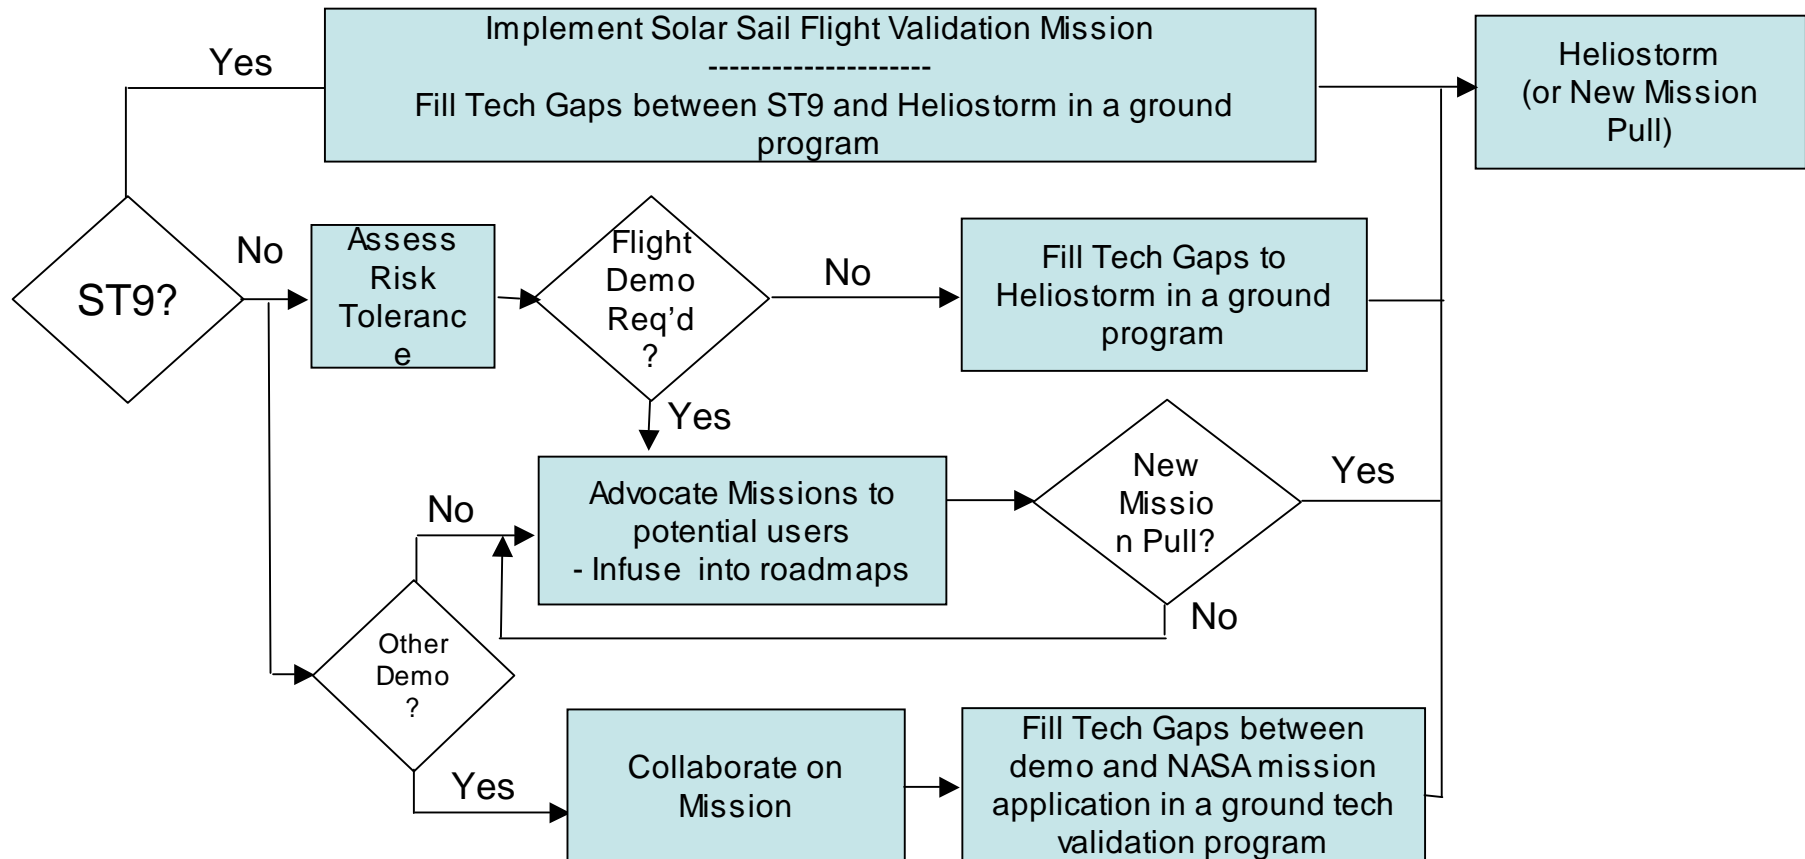 Implement Solar Sail Flight Validation Mission
---------------------
Fill Tech Gaps between ST9 and Heliostorm in a ground
program
Yes
Heliostorm
(or New Mission
Pull)
ST9?
No
Assess
Risk
Toleranc
e
Flight
Demo
Req’d
?
No
Fill Tech Gaps to
Heliostorm in a ground
program
Yes
Advocate Missions to
potential users
- Infuse  into roadmaps
New
Missio
n Pull?
Yes
No
No
Other
Demo
?
Yes
Collaborate on
Mission
Fill Tech Gaps between
demo and NASA mission
application in a ground tech
validation program